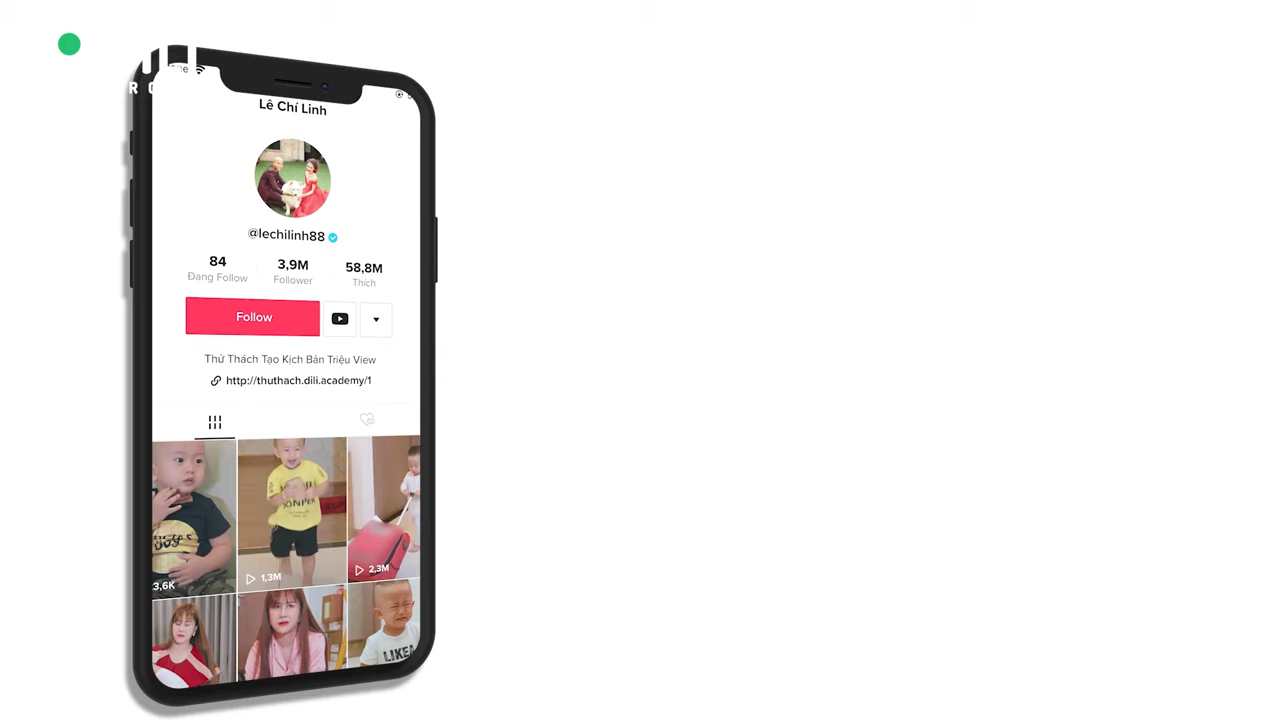 Lê Chí Linh
@lechilinh88
84
Đang Follow
3,9M
Follower
58,8M
Thích
Follow
Thử Thách Tạo Kịch Bản Triệu View
http://thuthach.dili.academy/1
3,6K
1,3M
2,3M